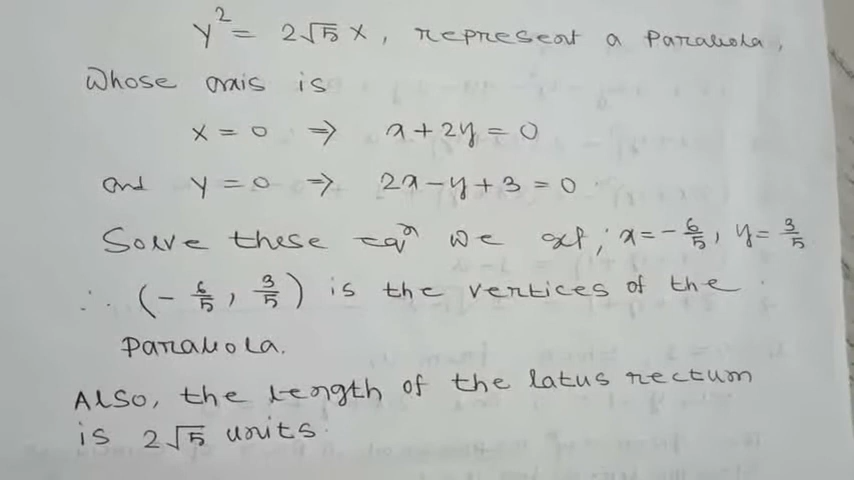 Y² = 2√5 X, represent a Parabola,
Whose axis is
X = 0 ⇒ x + 2y = 0
and Y = 0 ⇒ 2x - y + 3 = 0
Solve these eqⁿ we get, x = -6/5, y = 3/5
∴ (-6/5, 3/5) is the vertices of the
Parabola.
Also, the length of the latus rectum
is 2√5 units.